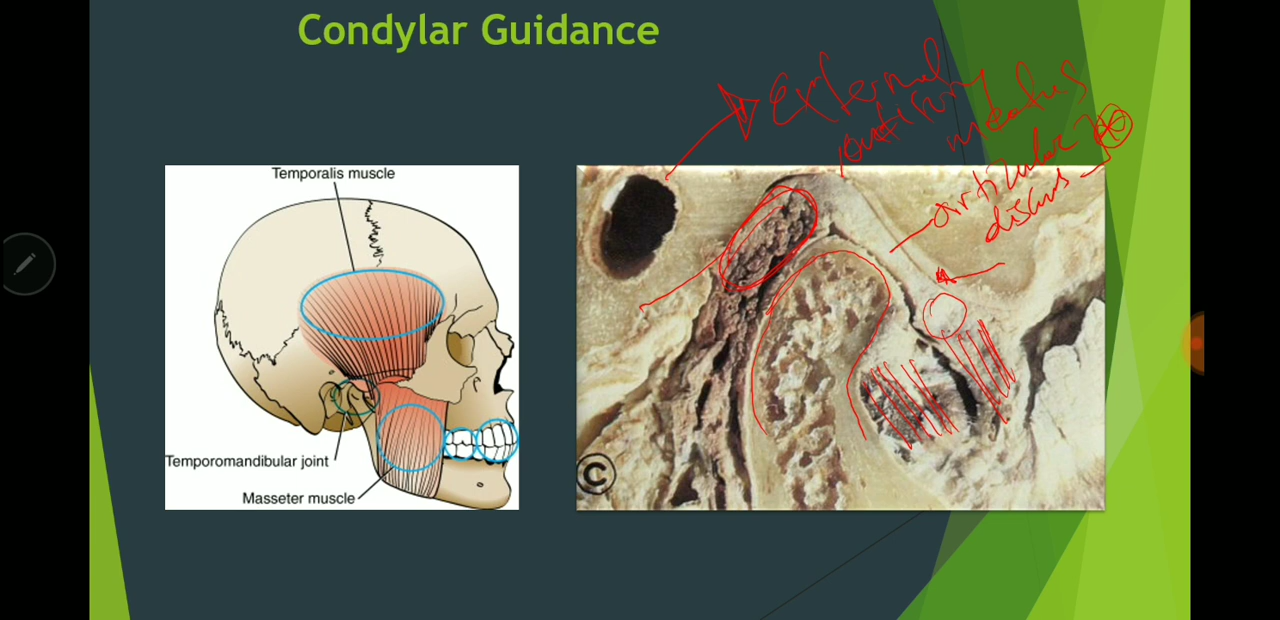 Condylar Guidance
External
auditory
meatus
articular
discus
Temporalis muscle
Temporomandibular joint
Masseter muscle
C